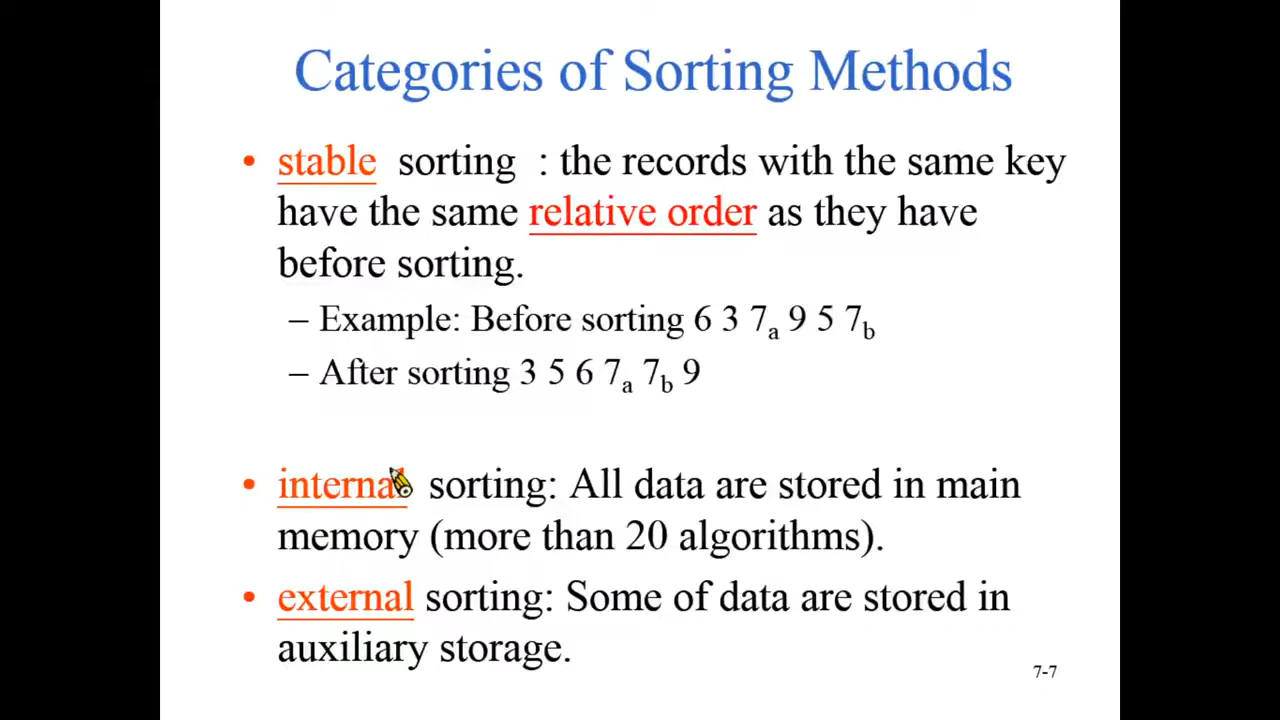 Categories of Sorting Methods
• stable sorting : the records with the same key
have the same relative order as they have
before sorting.
– Example: Before sorting 6 3 7a 9 5 7b
– After sorting 3 5 6 7a 7b 9
• internal sorting: All data are stored in main
memory (more than 20 algorithms).
• external sorting: Some of data are stored in
auxiliary storage.
7-7